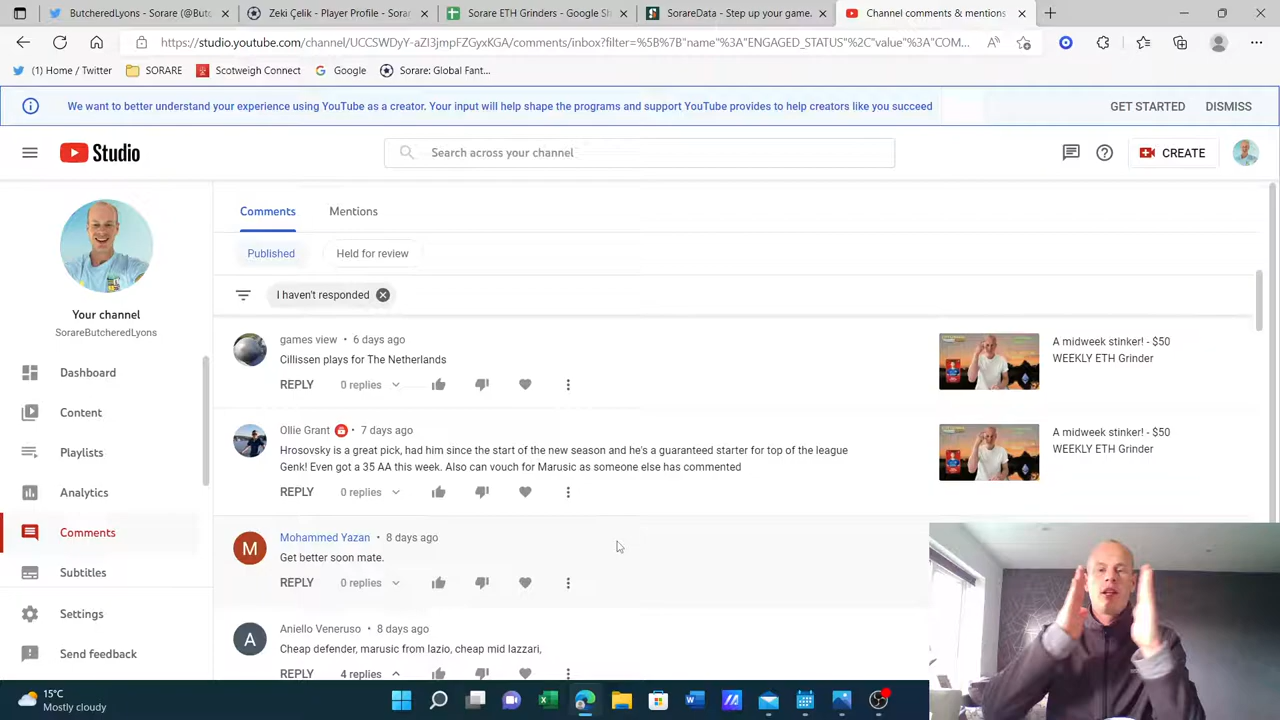 ButcheredLyons - Sorare (@But
Zeki Çelik - Player Profile - Sorar
Sorare ETH Grinders - Google Sh
SorareData - Step up your game.
Channel comments & mentions
https://studio.youtube.com/channel/UCCSWDyY-aZI3jmpFZGyxKGA/comments/inbox?filter=%5B%7B"name"%3A"ENGAGED_STATUS"%2C"value"%3A"COM...
(1) Home / Twitter
SORARE
Scotweigh Connect
Google
Sorare: Global Fant...
We want to better understand your experience using YouTube as a creator. Your input will help shape the programs and support YouTube provides to help creators like you succeed
GET STARTED
DISMISS
Studio
Search across your channel
CREATE
Your channel
SorareButcheredLyons
Dashboard
Content
Playlists
Analytics
Comments
Subtitles
Settings
Send feedback
Comments
Mentions
Published
Held for review
I haven't responded
games view • 6 days ago
Cillissen plays for The Netherlands
REPLY
0 replies
A midweek stinker! - $50
WEEKLY ETH Grinder
Ollie Grant • 7 days ago
Hrosovsky is a great pick, had him since the start of the new season and he's a guaranteed starter for top of the league
Genk! Even got a 35 AA this week. Also can vouch for Marusic as someone else has commented
REPLY
0 replies
A midweek stinker! - $50
WEEKLY ETH Grinder
M
Mohammed Yazan • 8 days ago
Get better soon mate.
REPLY
0 replies
A
Aniello Veneruso • 8 days ago
Cheap defender, marusic from lazio, cheap mid lazzari,
REPLY
4 replies
15°C
Mostly cloudy